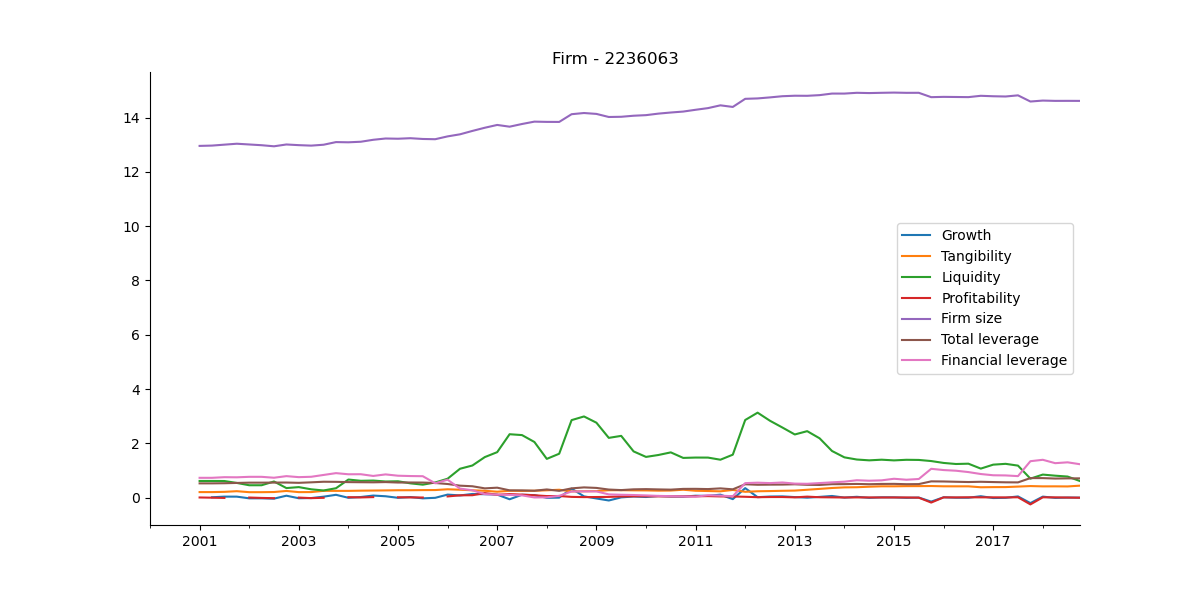 Firm - 2236063
14
12
10
8
6
4
2
0
Growth
Tangibility
Liquidity
Profitability
Firm size
Total leverage
Financial leverage
2001 2003 2005 2007 2009 2011 2013 2015 2017